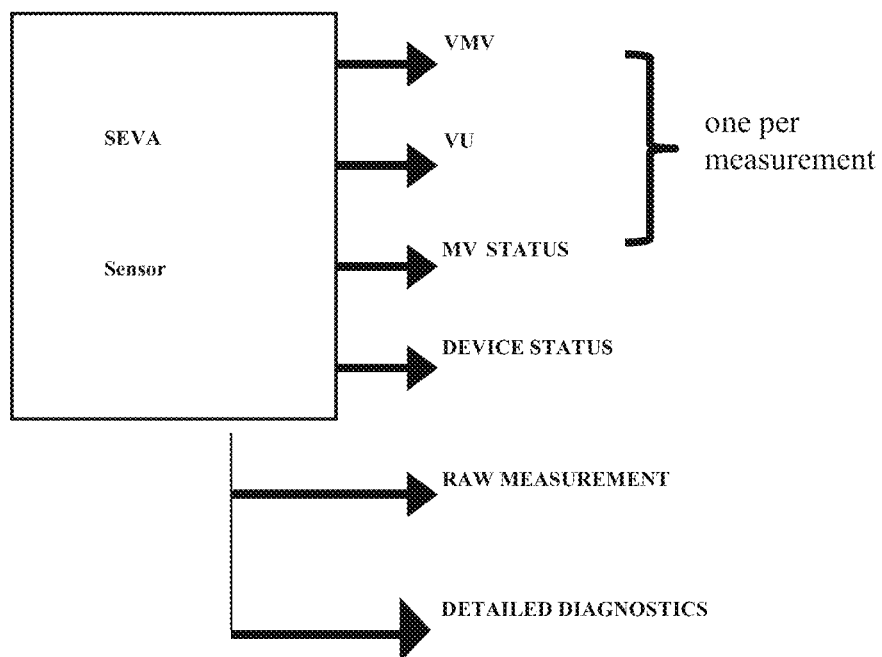 VMV
SEVA
VU
one per
measurement
MV STATUS
Sensor
DEVICE STATUS
RAW MEASUREMENT
DETAILED DIAGNOSTICS